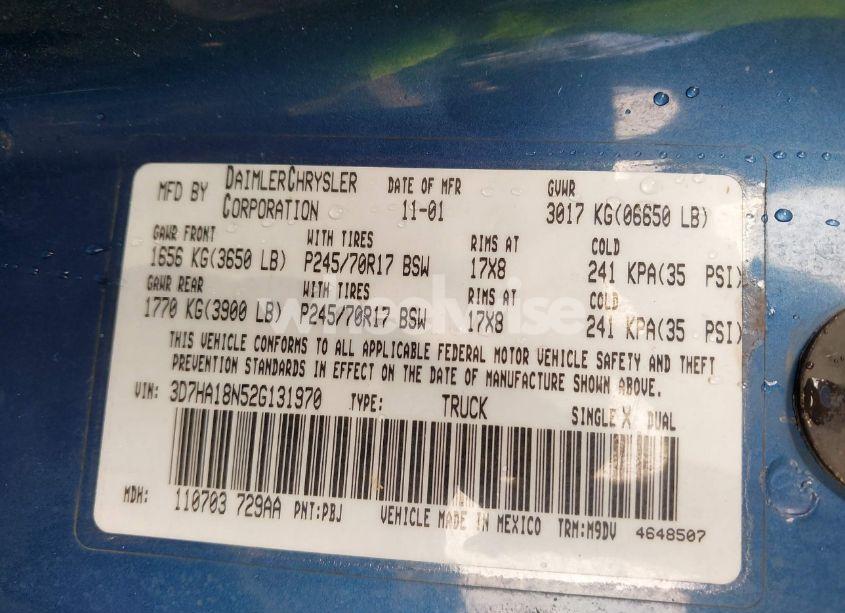 MFD BY DAIMLERCHRYSLER CORPORATION DATE OF MFR 11-01 GVWR 3017 KG(06650 LB)
GAWR FRONT WITH TIRES RIMS AT COLD
1656 KG(3650 LB) P245/70R17 BSW 17X8 241 KPA(35 PSI)
GAWR REAR WITH TIRES RIMS AT COLD
1770 KG(3900 LB) P245/70R17 BSW 17X8 241 KPA(35 PSI)
THIS VEHICLE CONFORMS TO ALL APPLICABLE FEDERAL MOTOR VEHICLE SAFETY AND THEFT
PREVENTION STANDARDS IN EFFECT ON THE DATE OF MANUFACTURE SHOWN ABOVE.
VIN: 3D7HA18N52G131970 TYPE: TRUCK SINGLE X DUAL
MDH: 110703 729AA PNT:PBJ VEHICLE MADE IN MEXICO TRM:M9DV 4648507
wheelwise